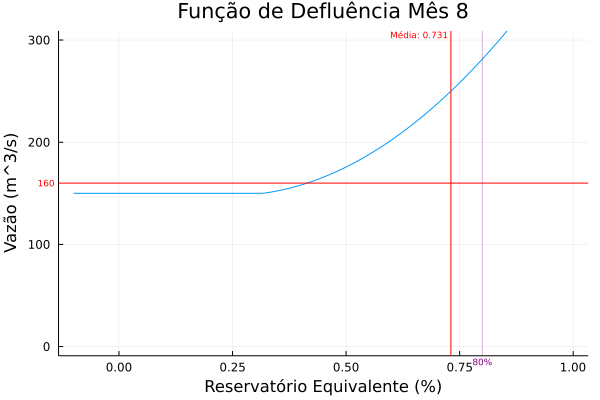 Função de Defluência Mês 8
Média: 0.731
300
200
160
100
0
Vazão (m^3/s)
0.00
0.25
0.50
0.75
80%
1.00
Reservatório Equivalente (%)